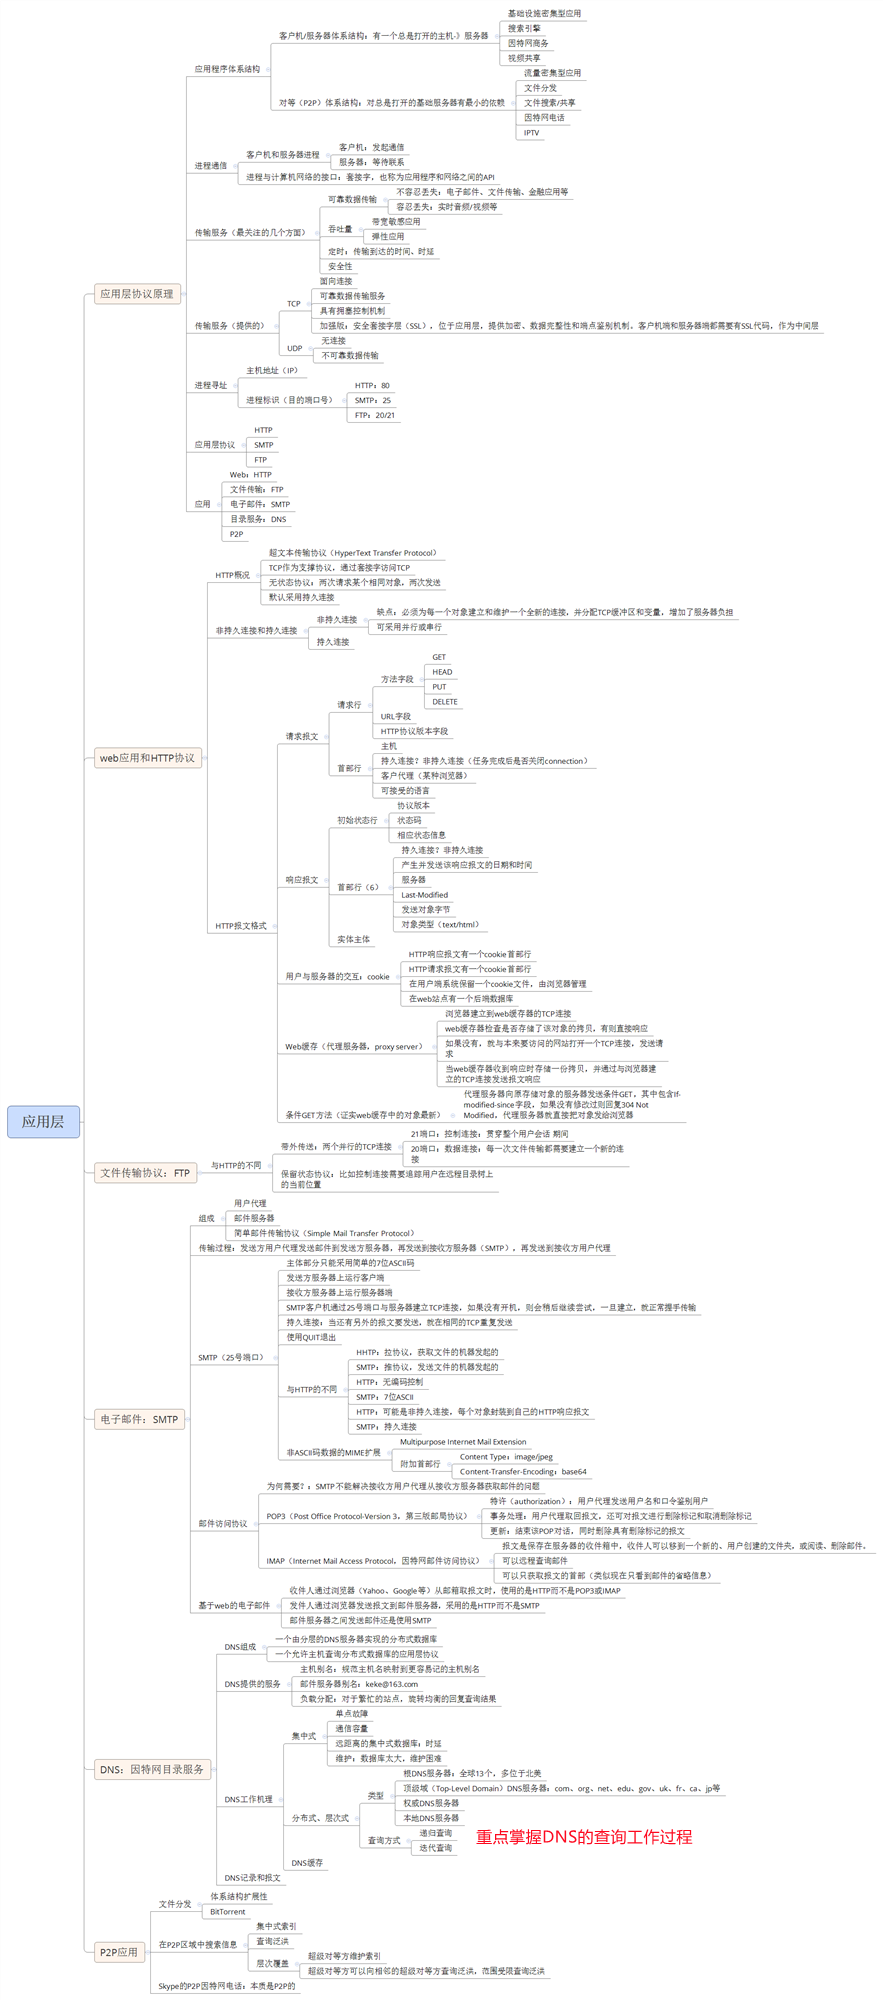 基础设施密集型应用
客户机/服务器体系结构：有一个总是打开的主机-》服务器
搜索引擎
因特网商务
视频共享
应用程序体系结构
流量密集型应用
文件分发
对等（P2P）体系结构：对总是打开的基础服务器有最小的依赖
文件搜索/共享
因特网电话
IPTV
客户机和服务器进程
客户机：发起通信
服务器：等待联系
进程通信
进程与计算机网络的接口：套接字，也称为应用程序和网络之间的API
可靠数据传输
不容忍丢失：电子邮件、文件传输、金融应用等
容忍丢失：实时音频/视频等
传输服务（最关注的几个方面）
吞吐量
带宽敏感应用
弹性应用
定时：传输到达的时间、时延
安全性
应用层协议原理
面向连接
TCP
可靠数据传输服务
具有拥塞控制机制
传输服务（提供的）
加强版：安全套接字层（SSL），位于应用层，提供加密、数据完整性和端点鉴别机制。客户机端和服务器端都需要有SSL代码，作为中间层
UDP
无连接
不可靠数据传输
主机地址（IP）
进程寻址
HTTP：80
进程标识（目的端口号）
SMTP：25
FTP：20/21
HTTP
应用层协议
SMTP
FTP
Web：HTTP
文件传输：FTP
应用
电子邮件：SMTP
目录服务：DNS
P2P
超文本传输协议（HyperText Transfer Protocol）
HTTP概况
TCP作为支撑协议，通过套接字访问TCP
无状态协议：两次请求某个相同对象，两次发送
默认采用持久连接
非持久连接和持久连接
非持久连接
缺点：必须为每一个对象建立和维护一个全新的连接，并分配TCP缓冲区和变量，增加了服务器负担
可采用并行或串行
持久连接
GET
方法字段
HEAD
PUT
DELETE
请求行
URL字段
HTTP协议版本字段
请求报文
主机
首部行
持久连接？非持久连接（任务完成后是否关闭connection）
客户代理（某种浏览器）
可接受的语言
web应用和HTTP协议
协议版本
初始状态行
状态码
相应状态信息
持久连接？非持久连接
产生并发送该响应报文的日期和时间
响应报文
服务器
首部行（6）
Last-Modified
发送对象字节
对象类型（text/html）
实体主体
HTTP报文格式
HTTP响应报文有一个cookie首部行
HTTP请求报文有一个cookie首部行
用户与服务器的交互：cookie
在用户端系统保留一个cookie文件，由浏览器管理
在web站点有一个后端数据库
浏览器建立到web缓存器的TCP连接
web缓存器检查是否存储了该对象的拷贝，有则直接响应
Web缓存（代理服务器，proxy server）
如果没有，就与本来要访问的网站打开一个TCP连接，发送请
求
当web缓存器收到响应时存储一份拷贝，并通过与浏览器建
立的TCP连接发送报文响应
条件GET方法（证实web缓存中的对象最新）
代理服务器向原存储对象的服务器发送条件GET，其中包含If-
modified-since字段，如果没有修改过则回复304 Not
Modified，代理服务器就直接把对象发给浏览器
应用层
文件传输协议：FTP
与HTTP的不同
带外传送：两个并行的TCP连接
21端口：控制连接：贯穿整个用户会话 期间
20端口：数据连接：每一次文件传输都需要建立一个新的连
接
保留状态协议：比如控制连接需要追踪用户在远程目录树上
的当前位置
用户代理
组成
邮件服务器
简单邮件传输协议（Simple Mail Transfer Protocol）
传输过程：发送方用户代理发送邮件到发送方服务器，再发送到接收方服务器（SMTP），再发送到接收方用户代理
主体部分只能采用简单的7位ASCII码
发送方服务器上运行客户端
接收方服务器上运行服务器端
SMTP客户机通过25号端口与服务器建立TCP连接，如果没有开机，则会稍后继续尝试，一旦建立，就正常握手传输
持久连接：当还有另外的报文要发送，就在相同的TCP重复发送
使用QUIT退出
SMTP（25号端口）
HHTP：拉协议，获取文件的机器发起的
SMTP：推协议，发送文件的机器发起的
与HTTP的不同
HTTP：无编码控制
SMTP：7位ASCII
HTTP：可能是非持久连接，每个对象封装到自己的HTTP响应报文
SMTP：持久连接
非ASCII码数据的MIME扩展
Multipurpose Internet Mail Extension
附加首部行
Content Type：image/jpeg
Content-Transfer-Encoding：base64
电子邮件：SMTP
为何需要？：SMTP不能解决接收方用户代理从接收方服务器获取邮件的问题
邮件访问协议
POP3（Post Office Protocol-Version 3，第三版邮局协议）
特许（authorization）：用户代理发送用户名和口令鉴别用户
事务处理：用户代理取回报文，还可对报文进行删除标记和取消删除标记
更新：结束该POP对话，同时删除具有删除标记的报文
IMAP（Internet Mail Access Protocol，因特网邮件访问协议）
报文是保存在服务器的收件箱中，收件人可以移到一个新的、用户创建的文件夹，或阅读、删除邮件。
可以远程查询邮件
可以只获取报文的首部（类似现在只看到邮件的省略信息）
基于web的电子邮件
收件人通过浏览器（Yahoo、Google等）从邮箱取报文时，使用的是HTTP而不是POP3或IMAP
发件人通过浏览器发送报文到邮件服务器，采用的是HTTP而不是SMTP
邮件服务器之间发送邮件还是使用SMTP
DNS组成
一个由分层的DNS服务器实现的分布式数据库
一个允许主机查询分布式数据库的应用层协议
DNS提供的服务
主机别名：规范主机名映射到更容易记的主机别名
邮件服务器别名：keke@163.com
负载分配：对于繁忙的站点，旋转均衡的回复查询结果
单点故障
集中式
通信容量
远距离的集中式数据库：时延
维护：数据库太大，维护困难
DNS：因特网目录服务
DNS工作机理
根DNS服务器：全球13个，多位于北美
类型
顶级域（Top-Level Domain）DNS服务器：com、org、net、edu、gov、uk、fr、ca、jp等
权威DNS服务器
本地DNS服务器
分布式、层次式
查询方式
递归查询
迭代查询
重点掌握DNS的查询工作过程
DNS缓存
DNS记录和报文
文件分发
体系结构扩展性
BitTorrent
P2P应用
在P2P区域中搜索信息
集中式索引
查询泛洪
层次覆盖
超级对等方维护索引
超级对等方可以向相邻的超级对等方查询泛洪，范围受限查询泛洪
Skype的P2P因特网电话：本质是P2P的